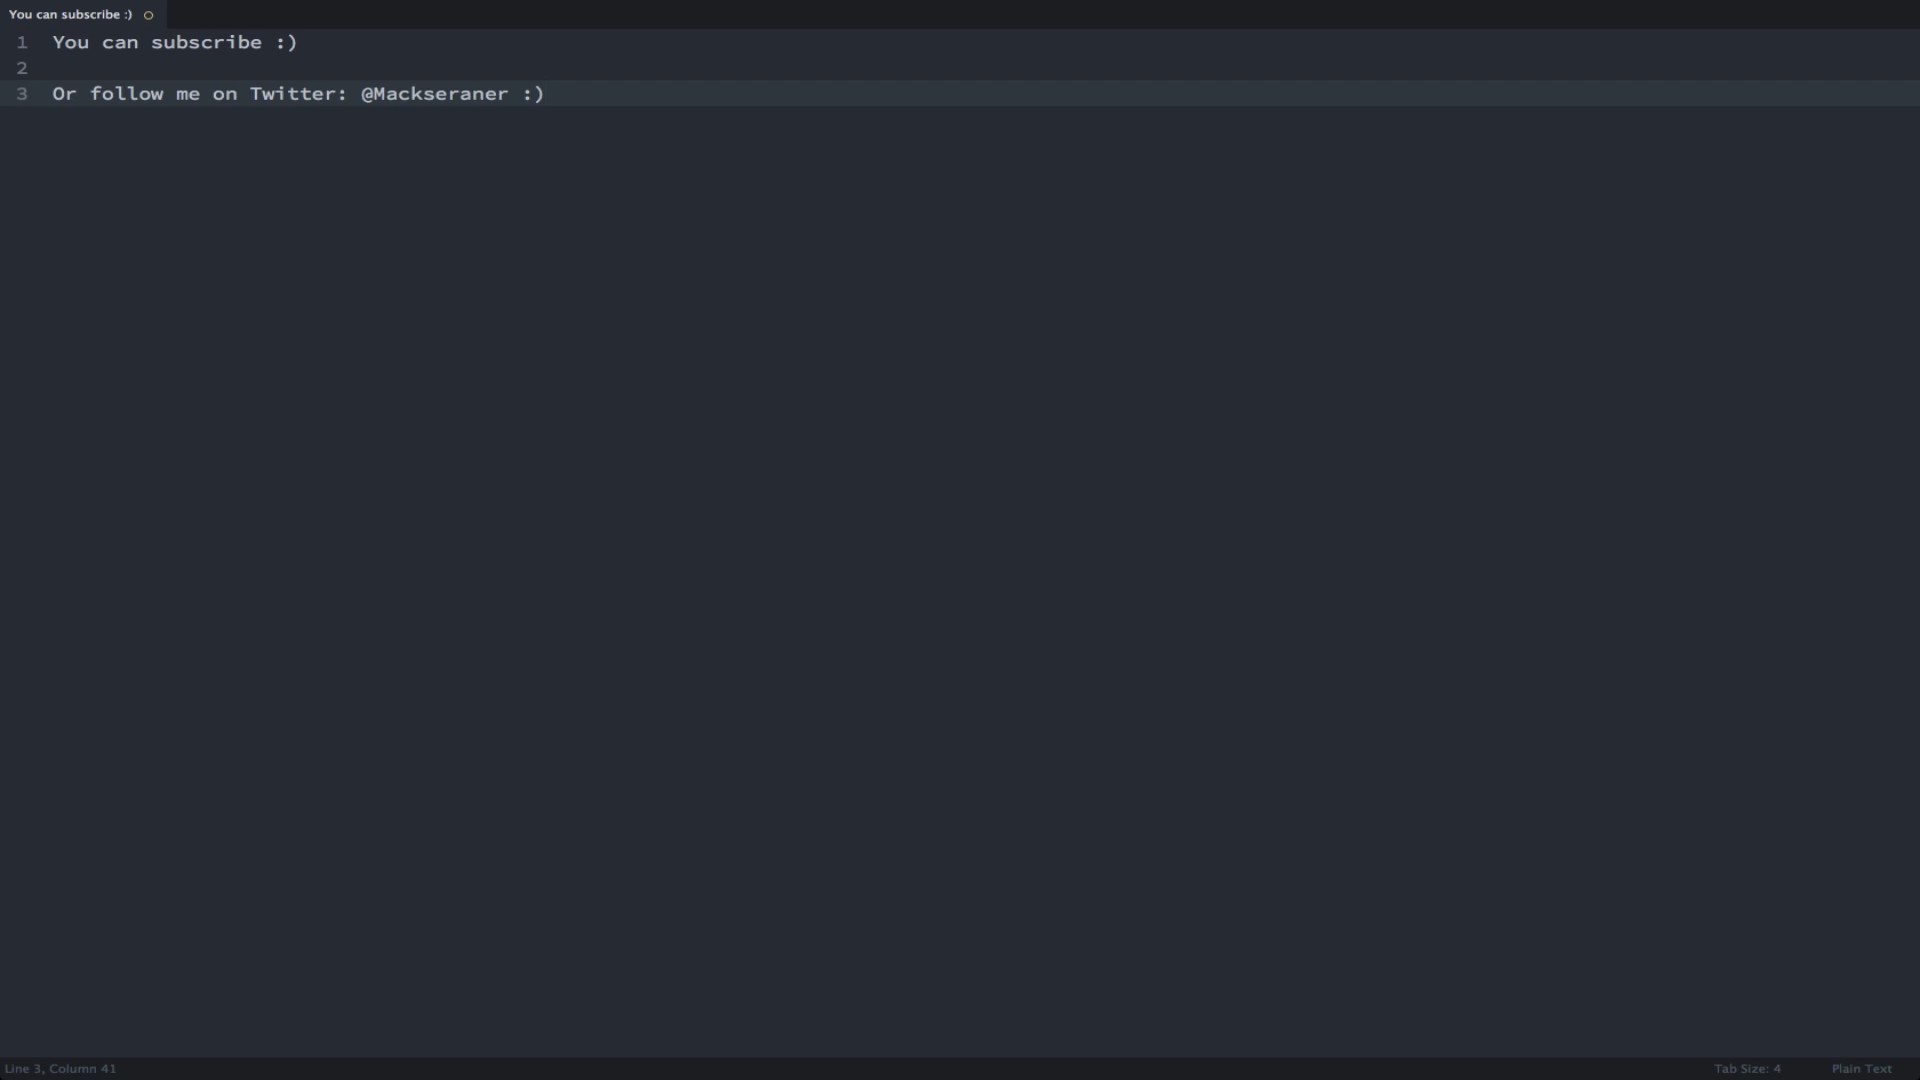 You can subscribe :)
1 You can subscribe :)
2
3 Or follow me on Twitter: @Mackseraner :)
Line 3, Column 41
Tab Size: 4
Plain Text